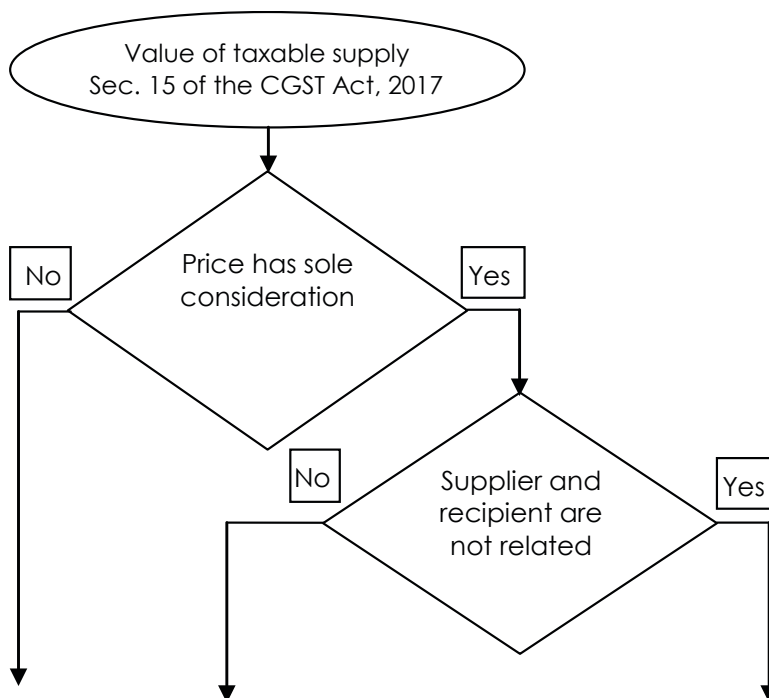 Value of taxable supply
Sec. 15 of the CGST Act, 2017
No
Price has sole
consideration
Yes
No
Supplier and
recipient are
not related
Yes